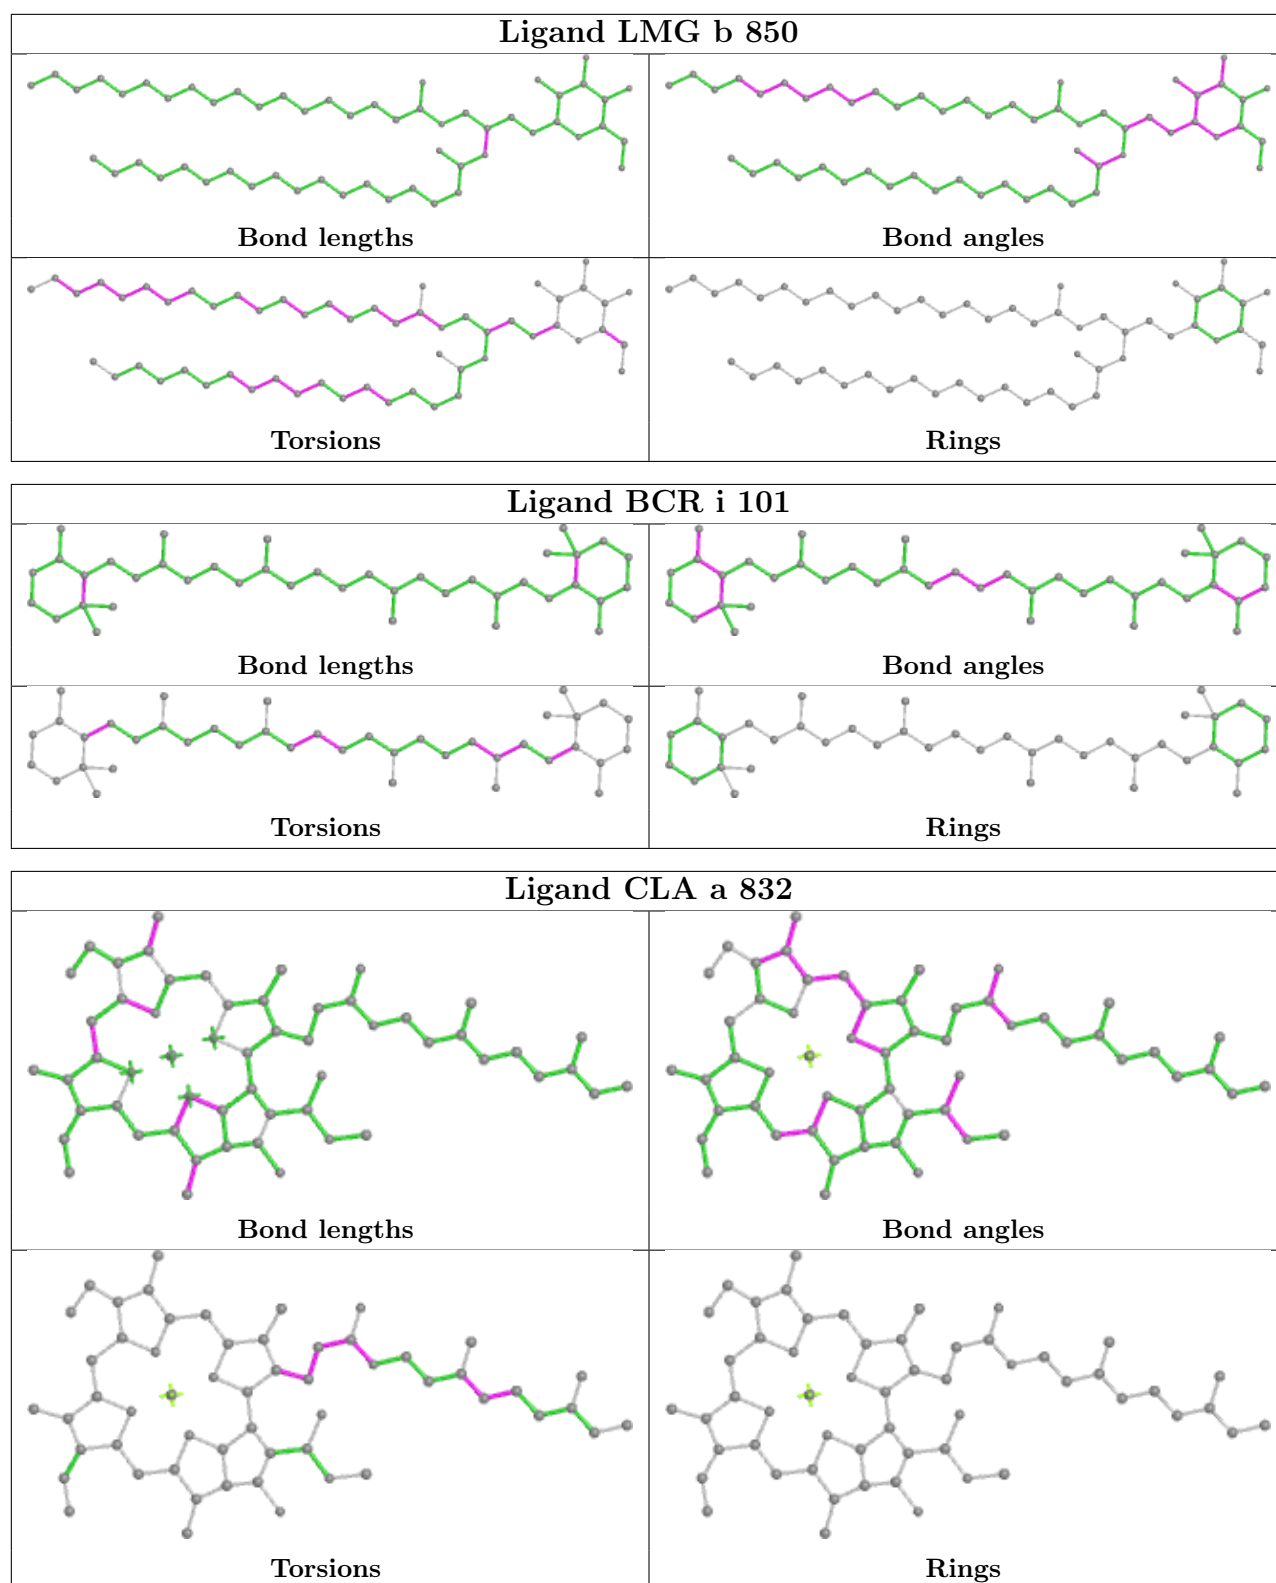 Ligand LMG b 850
Bond lengths
Bond angles
Torsions
Rings
Ligand BCR i 101
Bond lengths
Bond angles
Torsions
Rings
Ligand CLA a 832
Bond lengths
Bond angles
Torsions
Rings